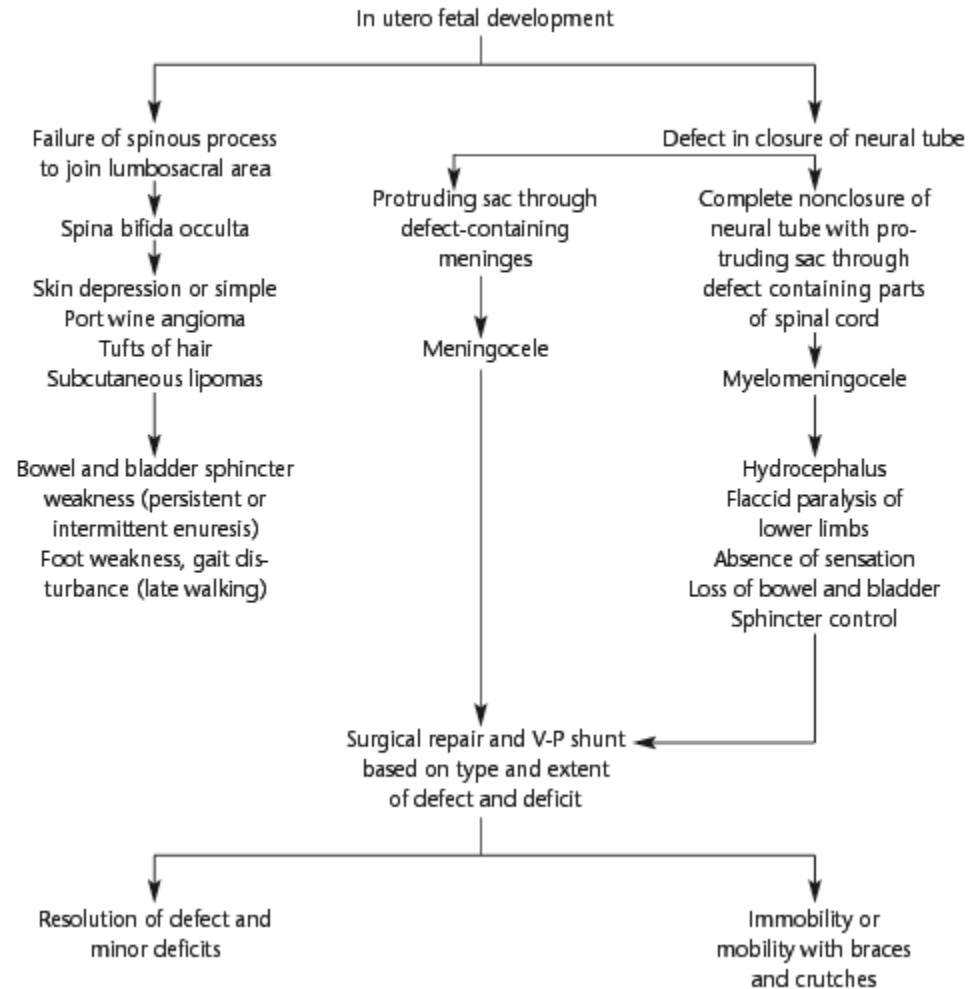 In utero fetal development
Failure of spinous process
to join lumbosacral area
Spina bifida occulta
Skin depression or simple
Port wine angioma
Tufts of hair
Subcutaneous lipomas
Bowel and bladder sphincter
weakness (persistent or
intermittent enuresis)
Foot weakness, gait dis-
turbance (late walking)
Defect in closure of neural tube
Protruding sac through
defect-containing
meninges
Meningocele
Complete nonclosure of
neural tube with pro-
truding sac through
defect containing parts
of spinal cord
Myelomeningocele
Hydrocephalus
Flaccid paralysis of
lower limbs
Absence of sensation
Loss of bowel and bladder
Sphincter control
Surgical repair and V-P shunt
based on type and extent
of defect and deficit
Resolution of defect and
minor deficits
Immobility or
mobility with braces
and crutches